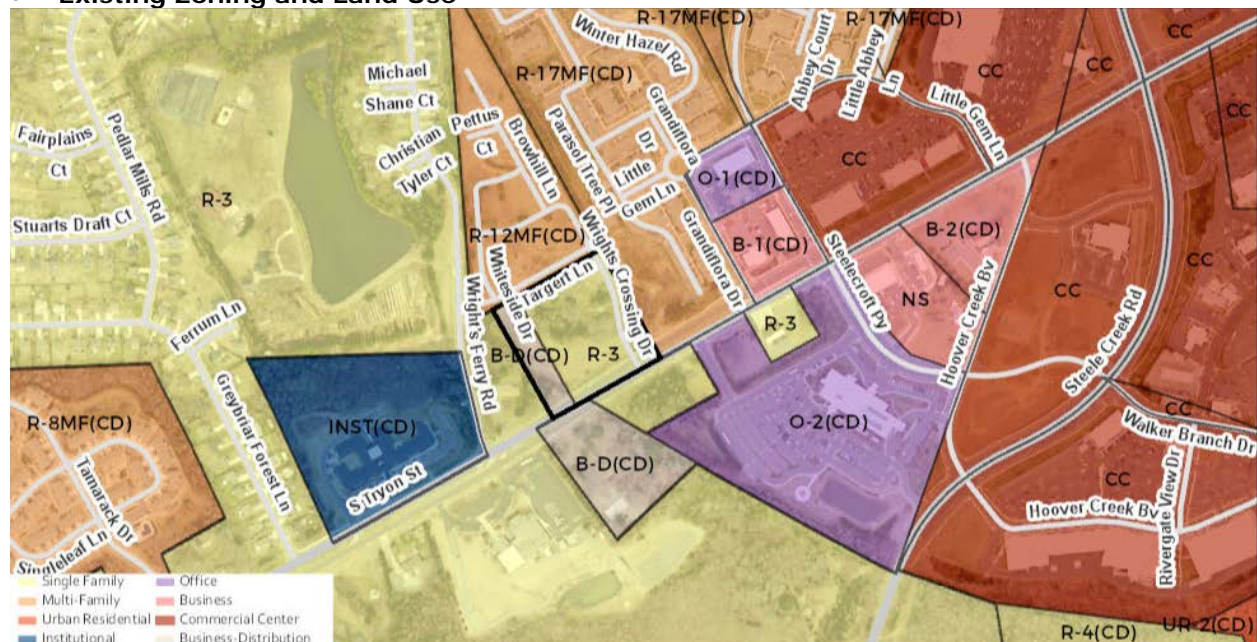 Existing Zoning and Land Use
R-17MF(CD)
R-17MF(CD)
CC
Winter Hazel Rd
Abbey Court
Dr
Little Abbey
Ln
CC
CC
CC
Michael
Shane Ct
R-17MF(CD)
Grandiflora
Dr
Little Gem Ln
Fairplains
Ct
Pedlar Mills Rd
Christian Pettus
Ct
Tyler Ct
Browhill Ln
Parasol Tree Pl
Little
Gem Ln
CC
CC
R-3
O-1(CD)
Stuarts Draft Ct
R-12MF(CD)
Wrights Crossing Dr
Grandiflora Dr
B-1(CD)
B-2(CD)
Whiteside Dr
Targert Ln
Steelecroft Py
NS
CC
CC
Ferrum Ln
Wright's Ferry Rd
B-D(CD)
R-3
R-3
Hoover Creek Bv
Steele Creek Rd
Greybriar Forest Ln
R-8MF(CD)
INST(CD)
O-2(CD)
CC
Walker Branch Dr
Tamarack Dr
S Tryon St
B-D(CD)
CC
Hoover Creek Bv
Rivergate View Dr
Singleleaf Ln
Single Family
Office
Multi-Family
Business
Urban Residential
Commercial Center
Institutional
Business-Distribution
R-4(CD)
UR-2(CD)